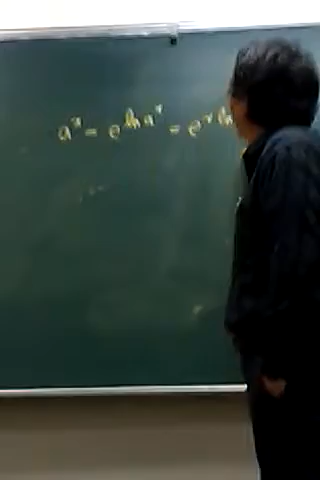 aˣ = e^ln aˣ = e^x ln